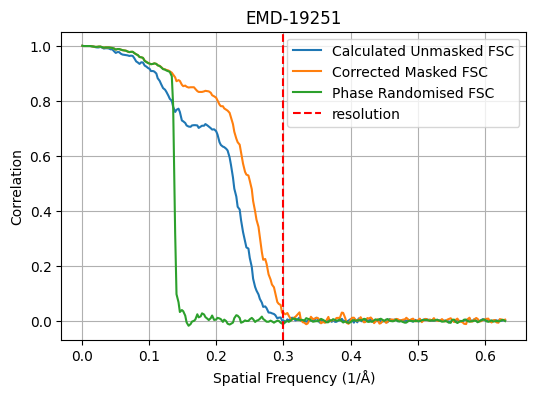 EMD-19251
Calculated Unmasked FSC
Corrected Masked FSC
Phase Randomised FSC
resolution
Correlation
1.0
0.8
0.6
0.4
0.2
0.0
0.0 0.1 0.2 0.3 0.4 0.5 0.6
Spatial Frequency (1/Å)